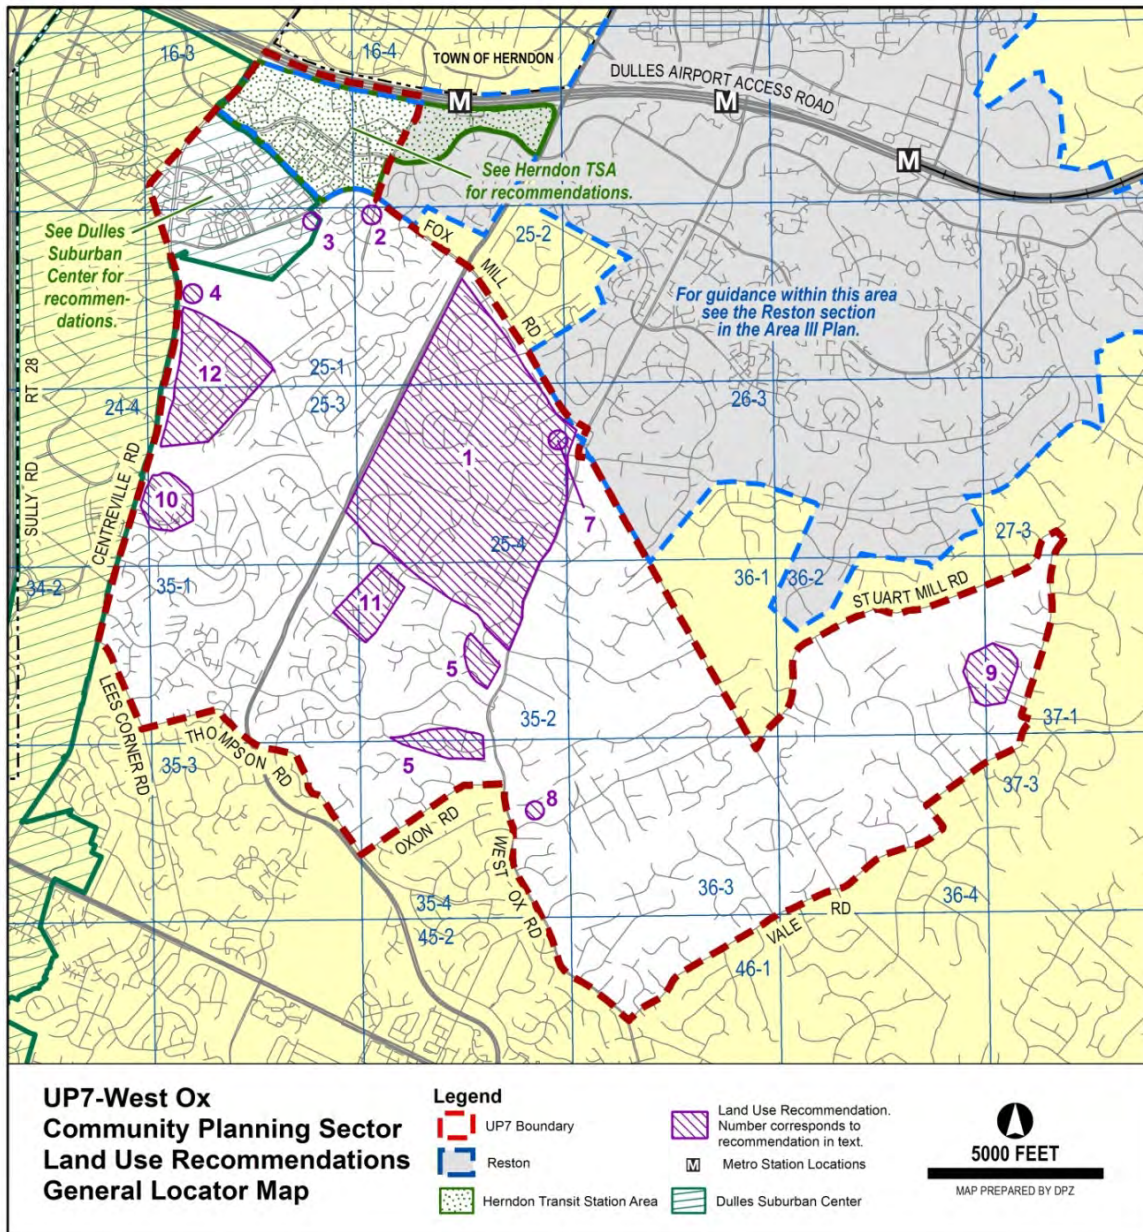 16-3
16-4
TOWN OF HERNDON
DULLES AIRPORT ACCESS ROAD
M
M
M
See Herndon TSA
for recommendations.
See Dulles
Suburban
Center for
recommen-
dations.
3
2
FOX
MILL
RD
25-2
4
For guidance within this area
see the Reston section
in the Area III Plan.
12
25-1
25-3
24-4
26-3
SULLY RD RT 28
CENTREVILLE RD
1
7
10
25-4
27-3
34-2
35-1
36-1
36-2
STUART MILL RD
11
5
9
LEES CORNER RD
THOMPSON RD
35-2
37-1
35-3
5
37-3
8
OXON RD
WEST OX RD
36-3
35-4
36-4
45-2
VALE RD
46-1
UP7-West Ox
Community Planning Sector
Land Use Recommendations
General Locator Map
Legend
UP7 Boundary
Reston
Herndon Transit Station Area
Land Use Recommendation.
Number corresponds to
recommendation in text.
M Metro Station Locations
Dulles Suburban Center
5000 FEET
MAP PREPARED BY DPZ